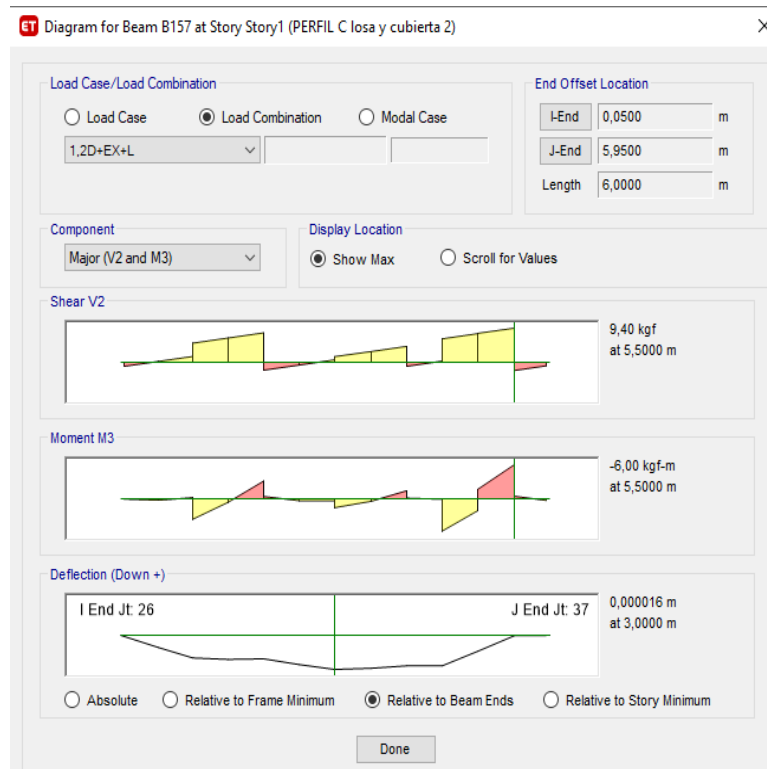 ET Diagram for Beam B157 at Story Story1 (PERFIL C losa y cubierta 2)
Load Case/Load Combination
Load Case Load Combination Modal Case
1,2D+EX+L
End Offset Location
I-End 0,0500 m
J-End 5,9500 m
Length 6,0000 m
Component
Major (V2 and M3)
Display Location
Show Max Scroll for Values
Shear V2
9,40 kgf
at 5,5000 m
Moment M3
-6,00 kgf-m
at 5,5000 m
Deflection (Down +)
I End Jt: 26 J End Jt: 37
0,000016 m
at 3,0000 m
Absolute Relative to Frame Minimum Relative to Beam Ends Relative to Story Minimum
Done